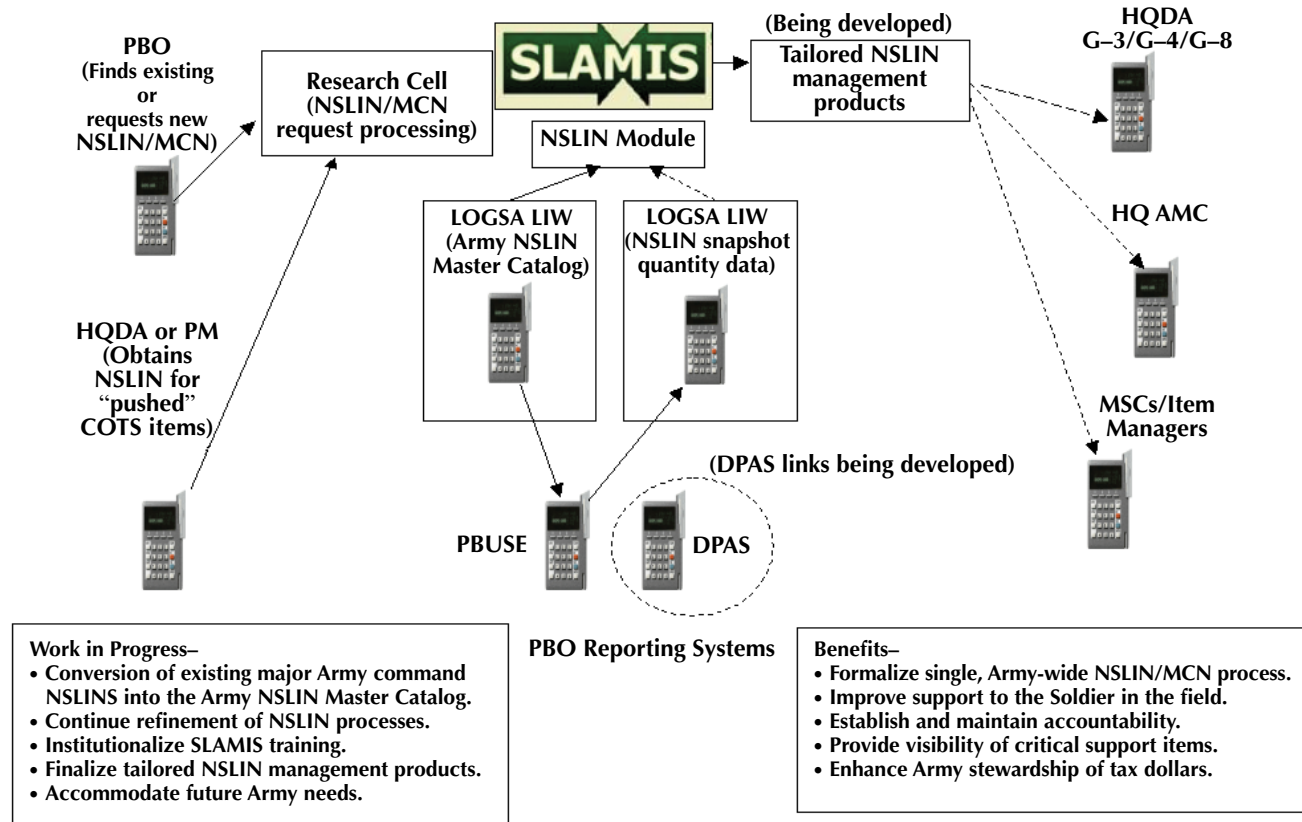 PBO
(Finds existing
or
requests new
NSLIN/MCN)
Research Cell
(NSLIN/MCN
request processing)
SLAMIS
NSLIN Module
(Being developed)
Tailored NSLIN
management
products
HQDA
G–3/G–4/G–8
LOGSA LIW
(Army NSLIN
Master Catalog)
LOGSA LIW
(NSLIN snapshot
quantity data)
HQ AMC
HQDA or PM
(Obtains
NSLIN for
“pushed”
COTS items)
MSCs/Item
Managers
(DPAS links being developed)
PBUSE
DPAS
PBO Reporting Systems
Work in Progress–
• Conversion of existing major Army command
NSLINS into the Army NSLIN Master Catalog.
• Continue refinement of NSLIN processes.
• Institutionalize SLAMIS training.
• Finalize tailored NSLIN management products.
• Accommodate future Army needs.
Benefits–
• Formalize single, Army-wide NSLIN/MCN process.
• Improve support to the Soldier in the field.
• Establish and maintain accountability.
• Provide visibility of critical support items.
• Enhance Army stewardship of tax dollars.